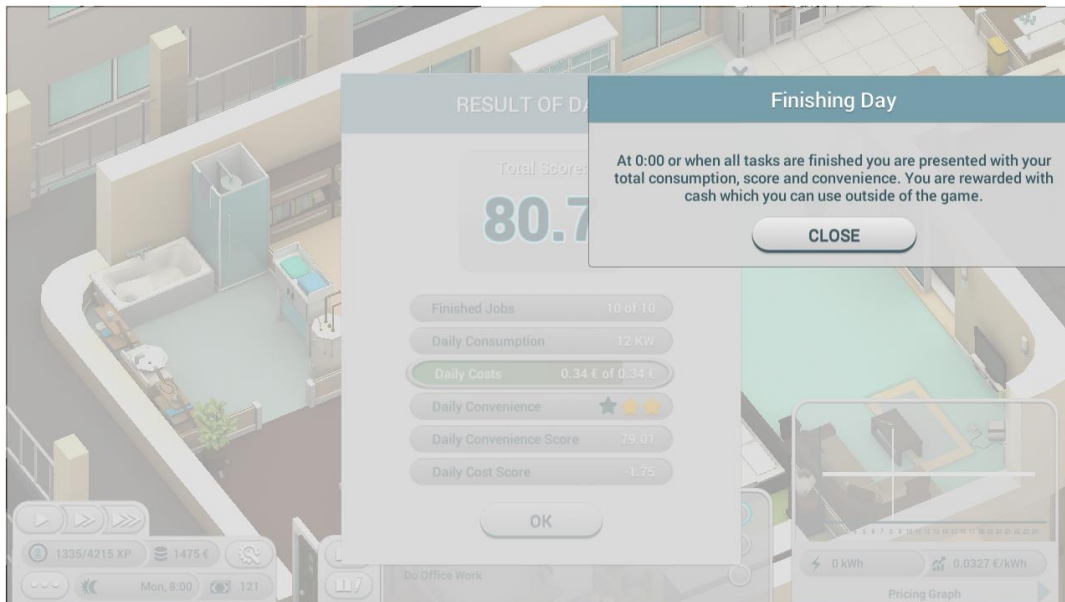 RESULT OF DA
Finishing Day
At 0:00 or when all tasks are finished you are presented with your
total consumption, score and convenience. You are rewarded with
cash which you can use outside of the game.
CLOSE
Total Score:
80.7
Finished Jobs 10 of 10
Daily Consumption 12 KW
Daily Costs 0.34 € of 0.34 €
Daily Convenience
Daily Convenience Score 79.01
Daily Cost Score -1.75
OK
2 1335/4215 XP 1475 €
Mon, 8:00 121
Do Office Work
0 kWh 0.0327 €/kWh
Pricing Graph